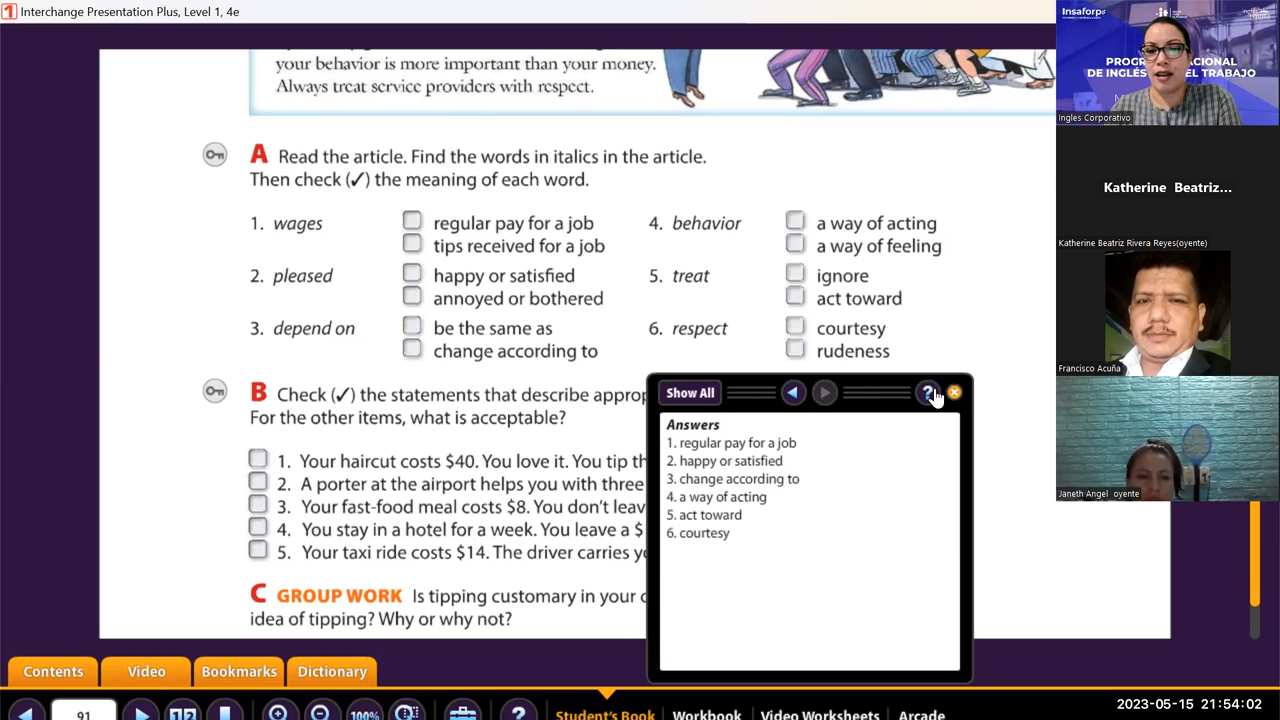 Interchange Presentation Plus, Level 1, 4e
your behavior is more important than your money.
Always treat service providers with respect.
A Read the article. Find the words in italics in the article.
Then check (✓) the meaning of each word.
1. wages
regular pay for a job
tips received for a job
2. pleased
happy or satisfied
annoyed or bothered
3. depend on
be the same as
change according to
4. behavior
a way of acting
a way of feeling
5. treat
ignore
act toward
6. respect
courtesy
rudeness
B Check (✓) the statements that describe approp
For the other items, what is acceptable?
1. Your haircut costs $40. You love it. You tip th
2. A porter at the airport helps you with three
3. Your fast-food meal costs $8. You don't leav
4. You stay in a hotel for a week. You leave a $
5. Your taxi ride costs $14. The driver carries yo
C GROUP WORK Is tipping customary in your c
idea of tipping? Why or why not?
Show All
?
Answers
1. regular pay for a job
2. happy or satisfied
3. change according to
4. a way of acting
5. act toward
6. courtesy
Contents
Video
Bookmarks
Dictionary
91
1 2
100%
?
Student's Book
Workbook
Video Worksheets
Arcade
Insaforp
it
DE INGLÉS
EL TRABAJO
Ingles Corporativo
Katherine Beatriz...
Katherine Beatriz Rivera Reyes(oyente)
Francisco Acuña
Janeth Angel oyente
2023-05-15 21:54:02